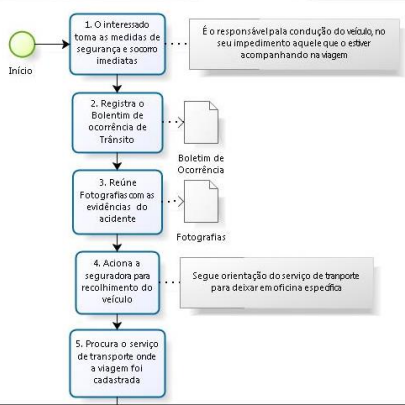 1. O interessado
toma as medidas de
segurança e socorro
imediatas
É o responsável pala condução do veículo, no
seu impedimento aquele que o estiver
acompanhando na viagem
Início
2. Registra o
Bolentim de
ocorrência de
Trânsito
Boletim de
Ocorrência
3. Reúne
Fotografias com as
evidências do
acidente
Fotografias
4. Aciona a
seguradora para
recolhimento do
veículo
Segue orientação do serviço de tranporte
para deixar em oficina específica
5. Procura o serviço
de transporte onde
a viagem foi
cadastrada